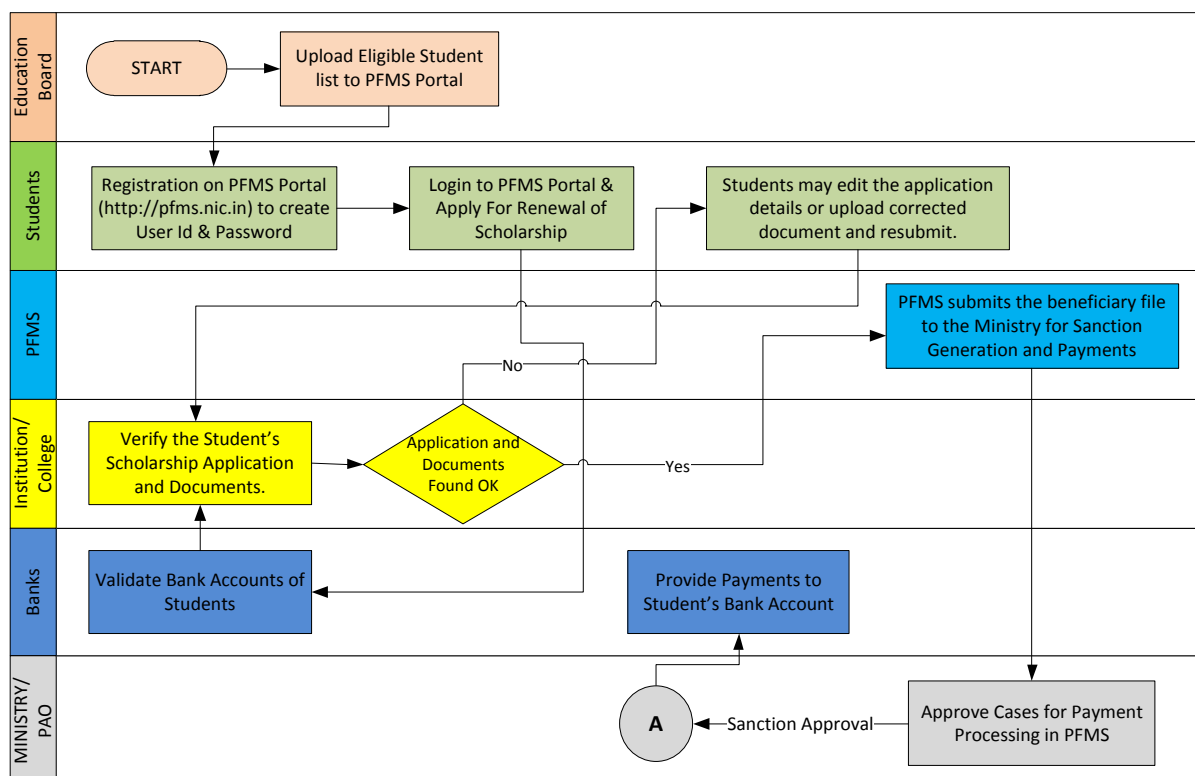 Education
Board
START
Upload Eligible Student
list to PFMS Portal
Students
Registration on PFMS Portal
(http://pfms.nic.in) to create
User Id & Password
Login to PFMS Portal &
Apply For Renewal of
Scholarship
Students may edit the application
details or upload corrected
document and resubmit.
PFMS
PFMS submits the beneficiary file
to the Ministry for Sanction
Generation and Payments
No
Institution/
College
Verify the Student’s
Scholarship Application
and Documents.
Application and
Documents
Found OK
Yes
Banks
Validate Bank Accounts of
Students
Provide Payments to
Student’s Bank Account
MINISTRY/
PAO
A
Sanction Approval
Approve Cases for Payment
Processing in PFMS